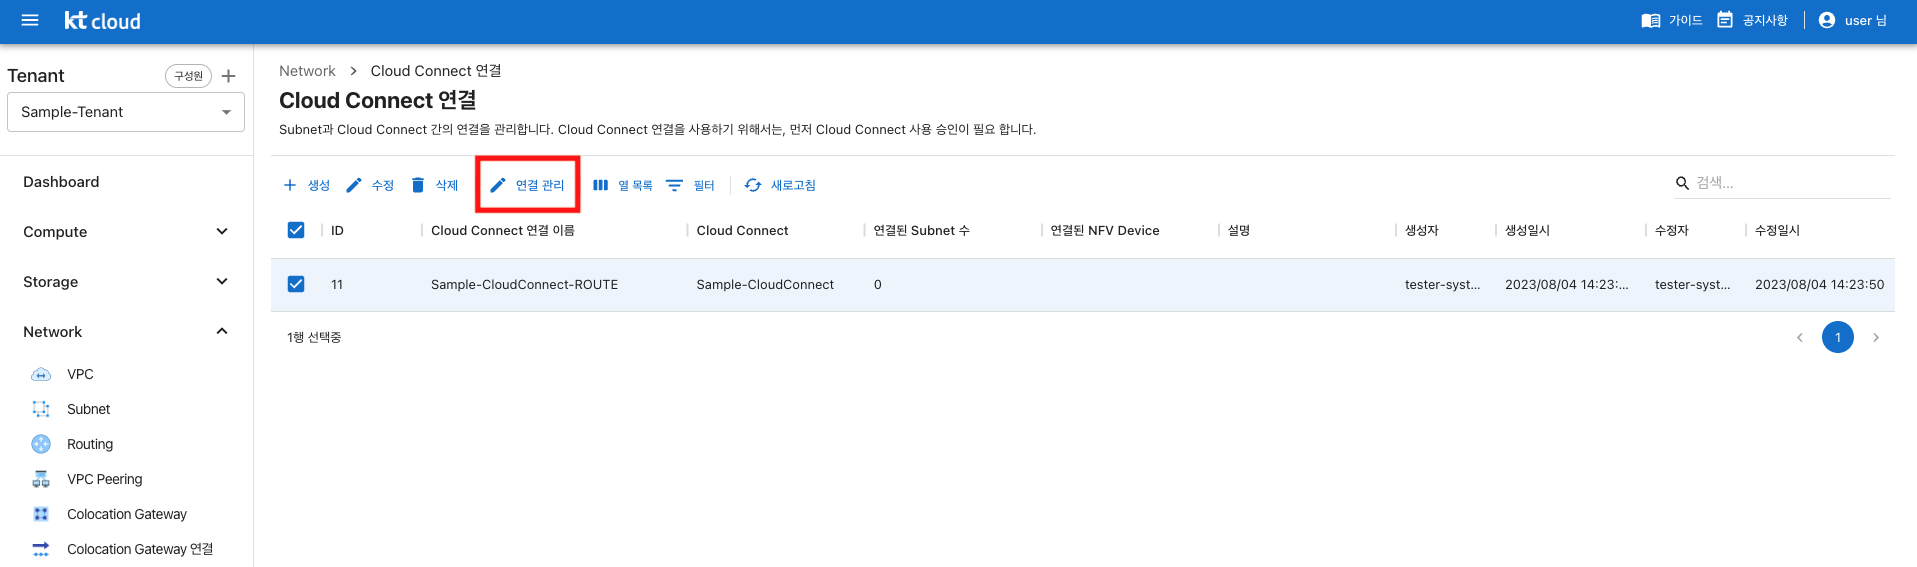 kt cloud
가이드 공지사항 user 님
Tenant 구성원
Sample-Tenant
Dashboard
Compute
Storage
Network
VPC
Subnet
Routing
VPC Peering
Colocation Gateway
Colocation Gateway 연결
Network > Cloud Connect 연결
Cloud Connect 연결
Subnet과 Cloud Connect 간의 연결을 관리합니다. Cloud Connect 연결을 사용하기 위해서는, 먼저 Cloud Connect 사용 승인이 필요 합니다.
생성 수정 삭제 연결 관리 열 목록 필터 새로고침 검색...
ID Cloud Connect 연결 이름 Cloud Connect 연결된 Subnet 수 연결된 NFV Device 설명 생성자 생성일시 수정자 수정일시
11 Sample-CloudConnect-ROUTE Sample-CloudConnect 0 tester-syst... 2023/08/04 14:23:... tester-syst... 2023/08/04 14:23:50
1행 선택중 1